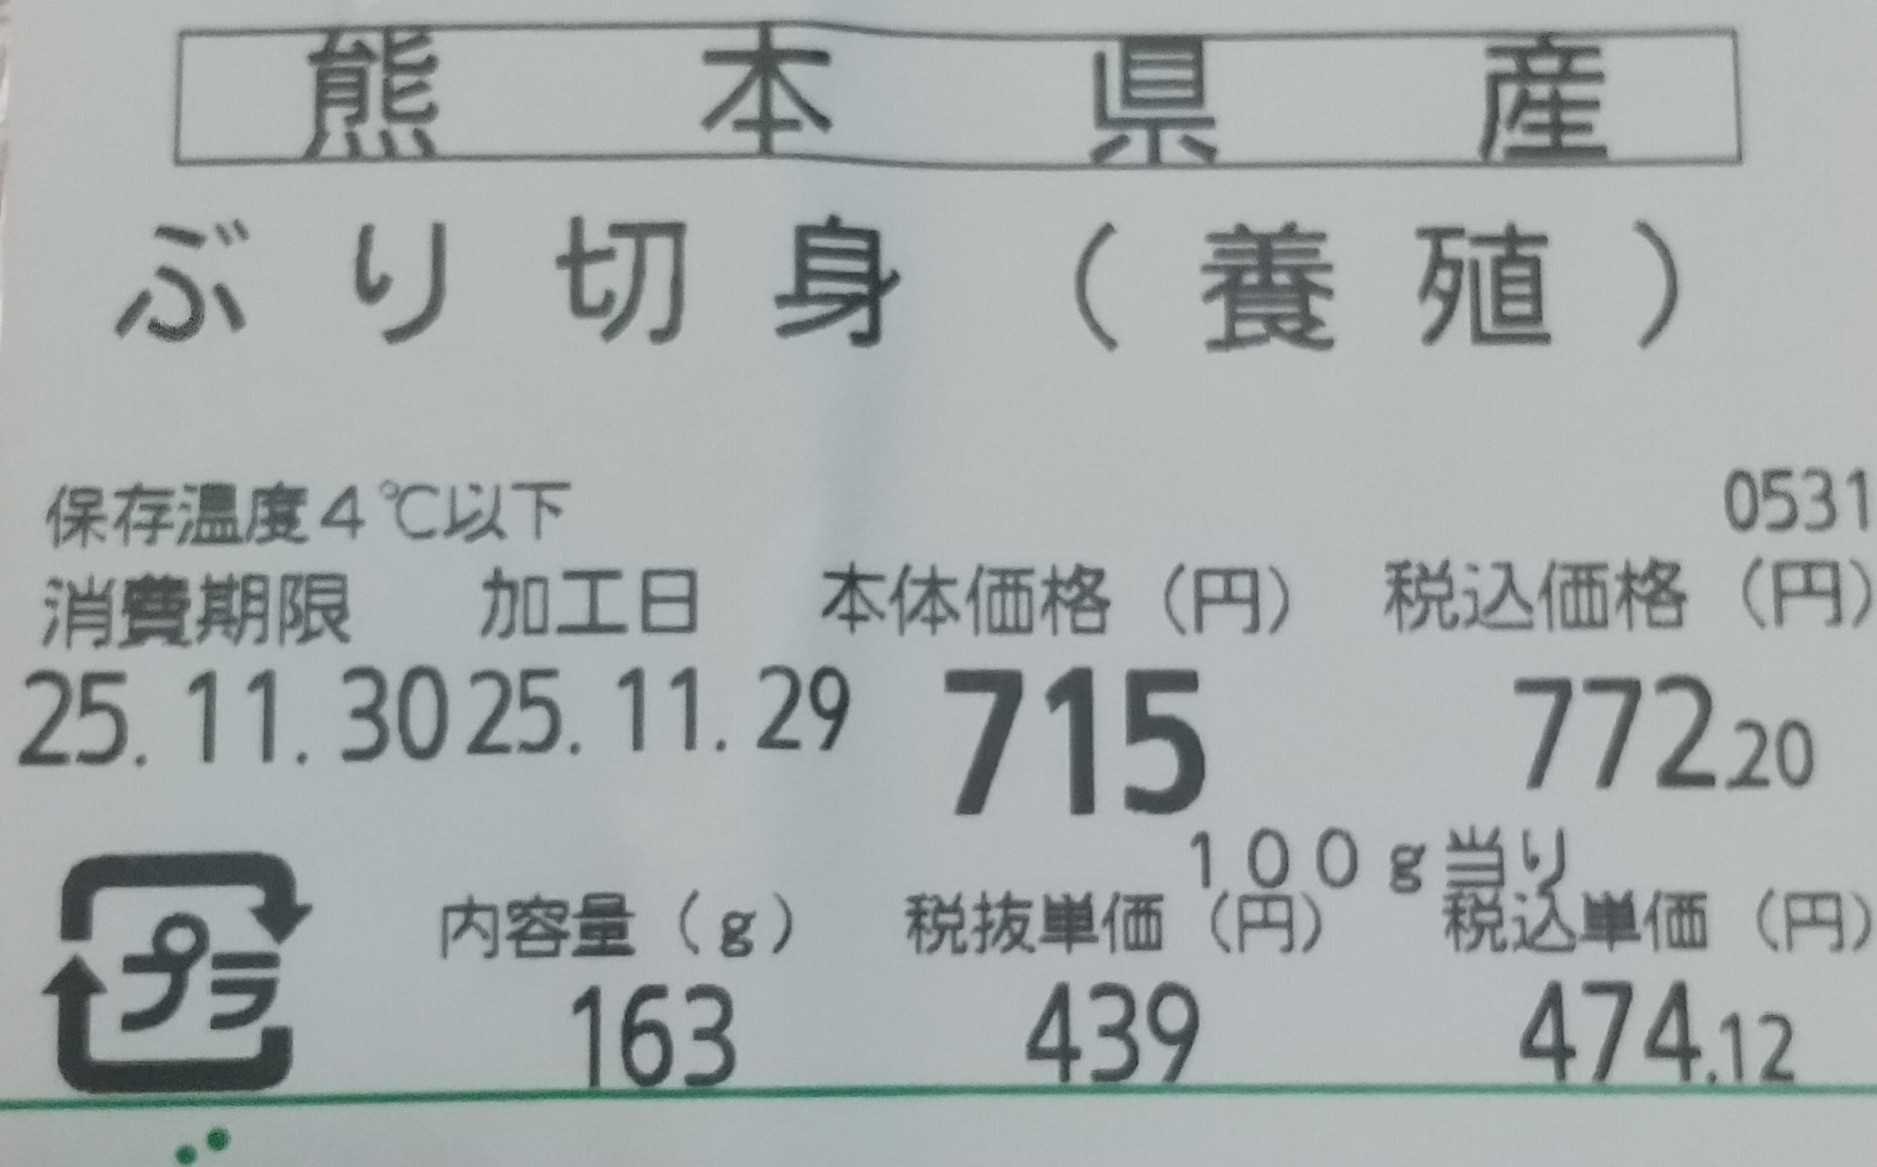 熊本県産
ぶり切身（養殖）
保存温度4℃以下 0531
消費期限 加工日 本体価格（円） 税込価格（円）
25.11.30 25.11.29 715 772.20
100g当り
プラ 内容量（g） 税抜単価（円） 税込単価（円）
163 439 474.12